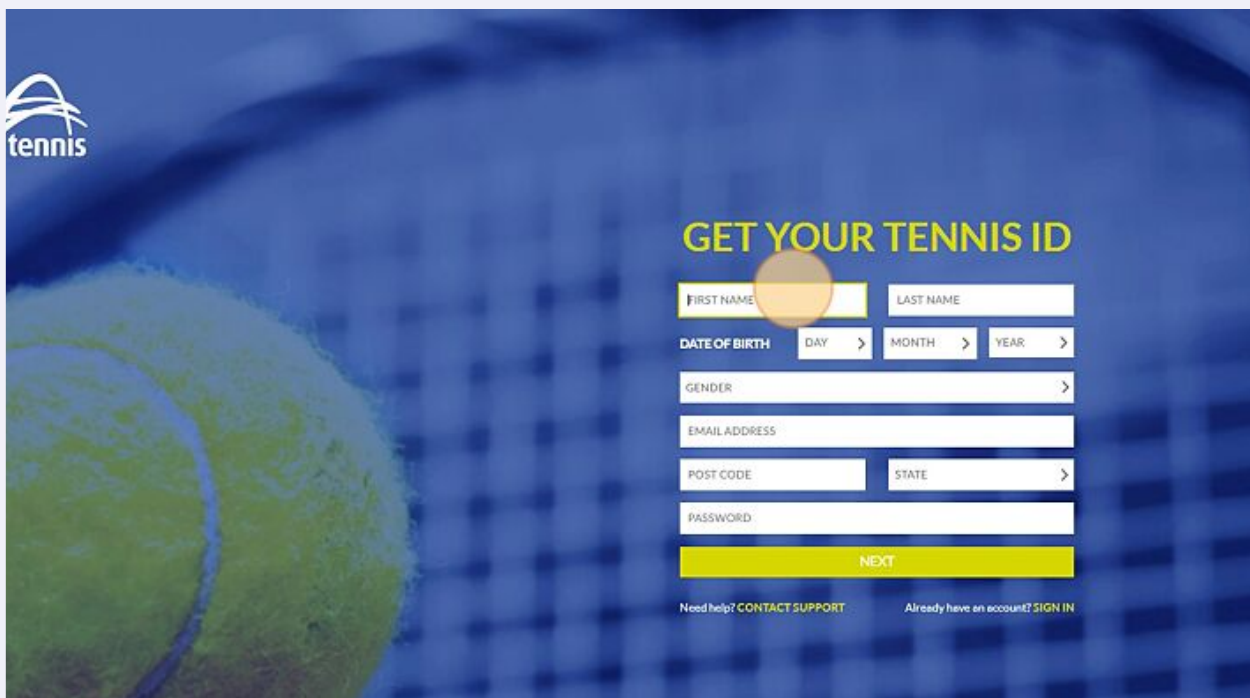 tennis
GET YOUR TENNIS ID
FIRST NAME LAST NAME
DATE OF BIRTH DAY MONTH YEAR
GENDER
EMAIL ADDRESS
POST CODE STATE
PASSWORD
NEXT
Need help? CONTACT SUPPORT Already have an account? SIGN IN